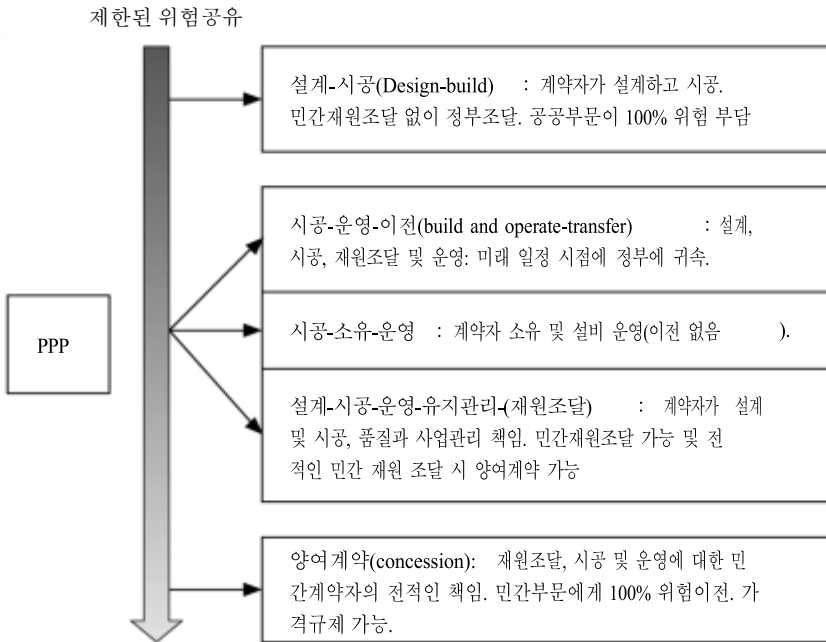 제한된 위험공유
설계-시공(Design-build) : 계약자가 설계하고 시공.
민간재원조달 없이 정부조달. 공공부문이 100% 위험 부담
시공-운영-이전(build and operate-transfer) : 설계,
시공, 재원조달 및 운영: 미래 일정 시점에 정부에 귀속.
PPP
시공-소유-운영 : 계약자 소유 및 설비 운영(이전 없음 ).
설계-시공-운영-유지관리-(재원조달) : 계약자가 설계
및 시공, 품질과 사업관리 책임. 민간재원조달 가능 및 전
적인 민간 재원 조달 시 양여계약 가능
양여계약(concession): 재원조달, 시공 및 운영에 대한 민
간계약자의 전적인 책임. 민간부문에게 100% 위험이전. 가
격규제 가능.